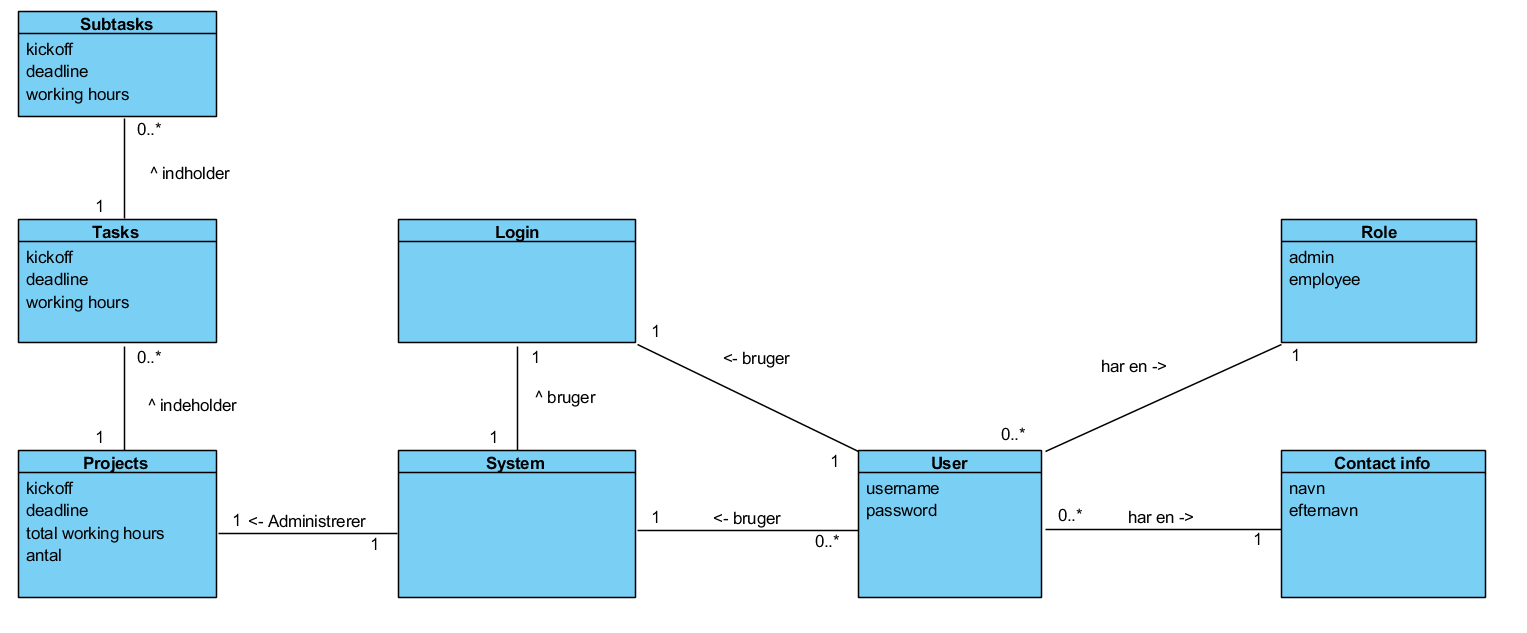 Subtasks
kickoff
deadline
working hours
0..*
^ indholder
1
Tasks
kickoff
deadline
working hours
0..*
^ indeholder
1
Projects
kickoff
deadline
total working hours
antal
1 <- Administrerer
1
Login
1
^ bruger
1
System
1
<- bruger
1
1
<- bruger
0..*
User
username
password
0..*
har en ->
1
Role
admin
employee
0..*
har en ->
1
Contact info
navn
efternavn